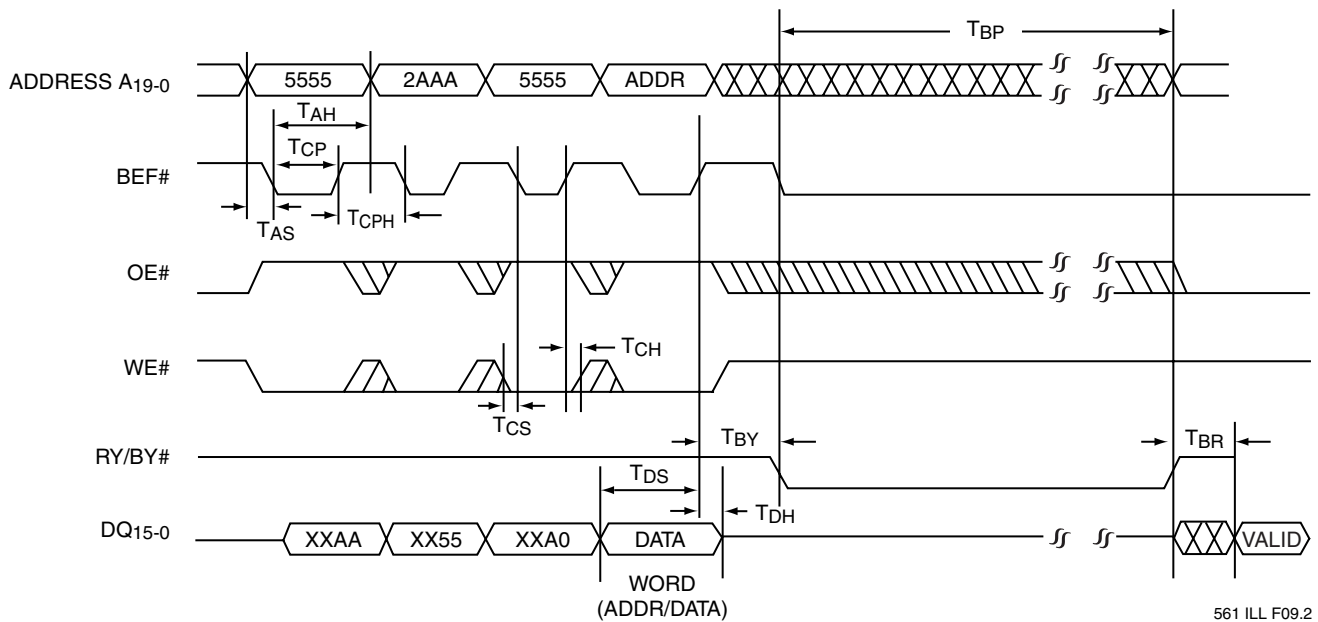 TBP
ADDRESS A19-0
5555
2AAA
5555
ADDR
TAH
TCP
BEF#
TAS
TCPH
OE#
TCH
WE#
TCS
TBY
TBR
RY/BY#
TDS
TDH
DQ15-0
XXAA
XX55
XXA0
DATA
VALID
WORD
(ADDR/DATA)
561 ILL F09.2